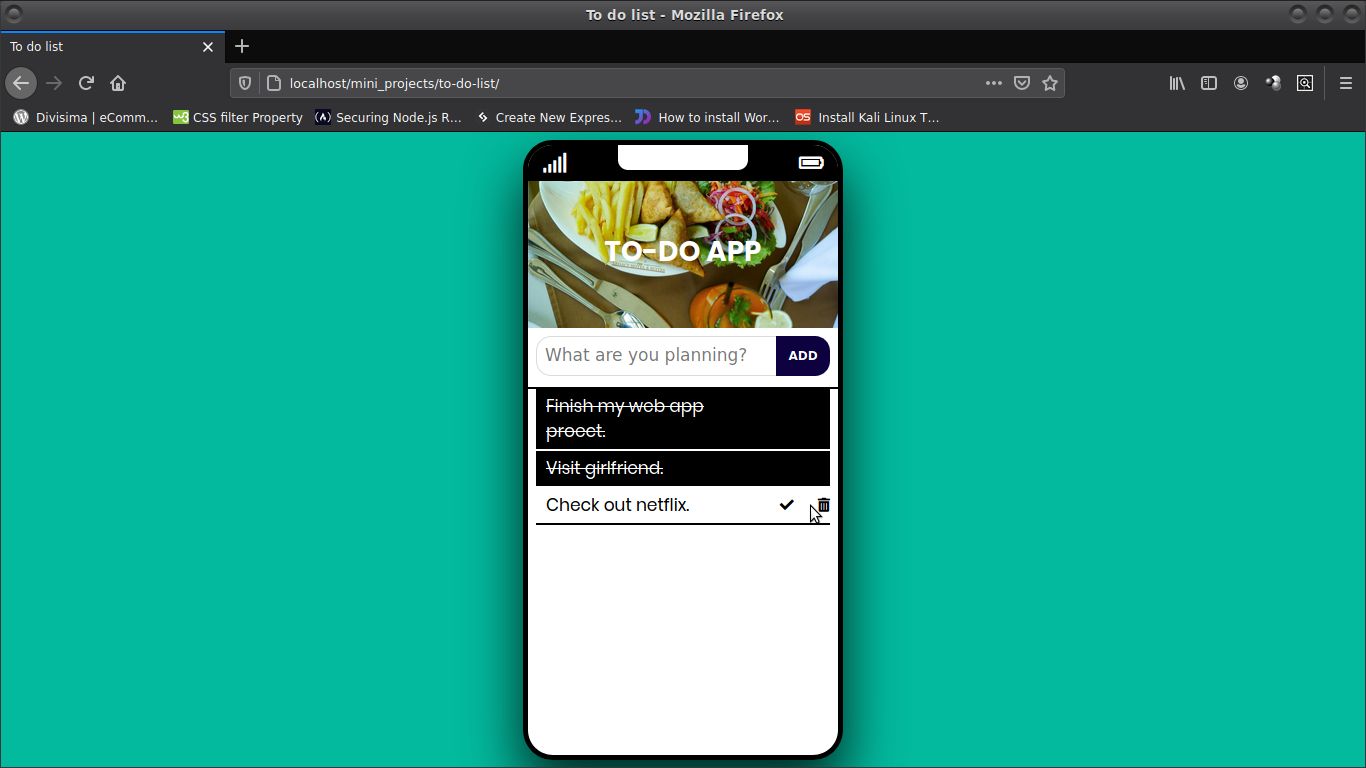 To do list - Mozilla Firefox
To do list
localhost/mini_projects/to-do-list/
Divisima | eComm… CSS filter Property Securing Node.js R… Create New Expres… How to install Wor… Install Kali Linux T…
TO-DO APP
What are you planning? ADD
Finish my web app
proect.
Visit girlfriend.
Check out netflix.